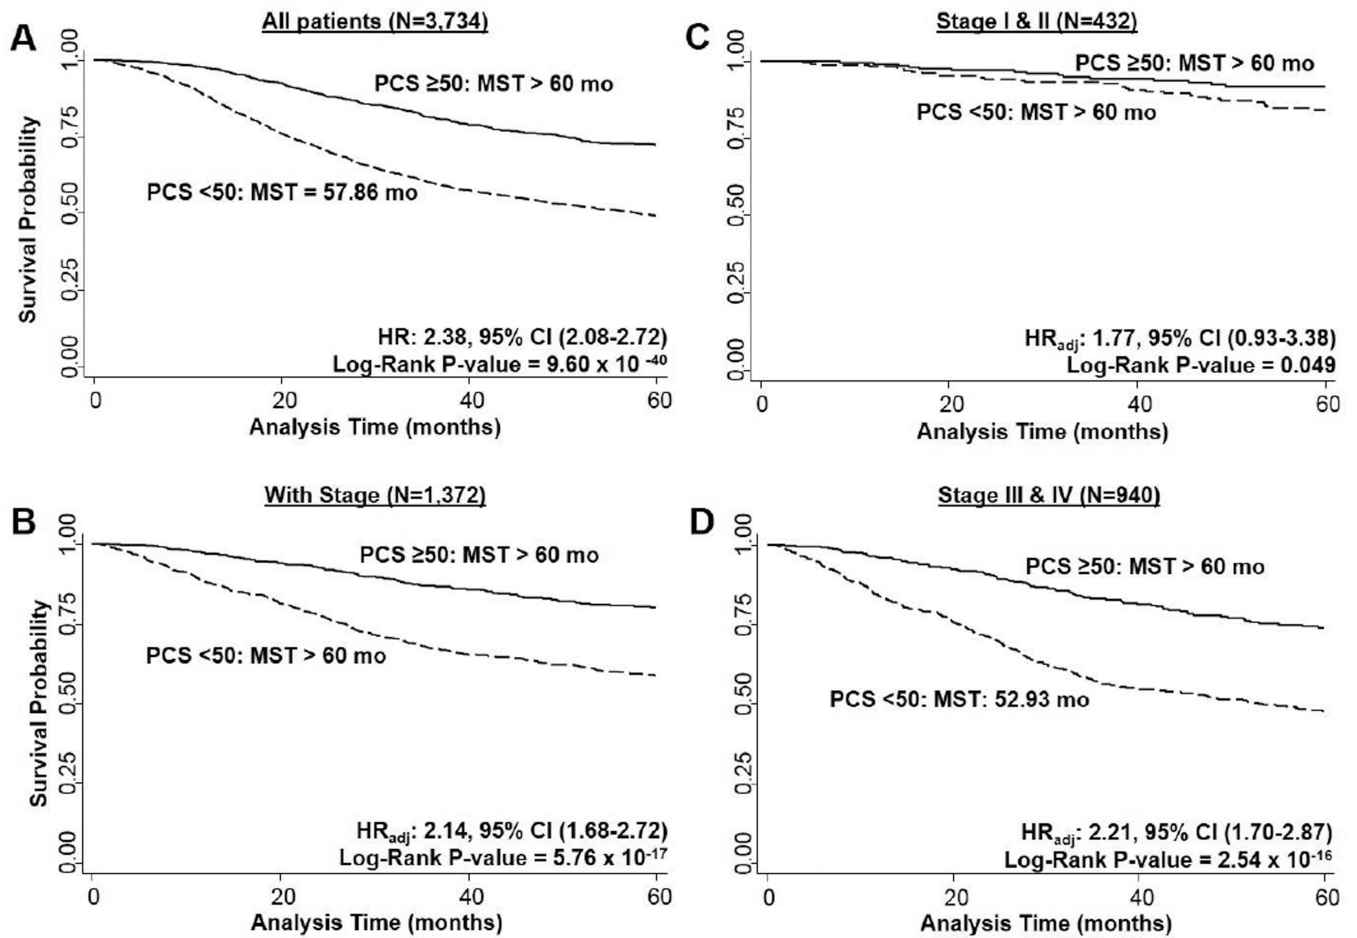 A
All patients (N=3,734)
1.00
0.75
0.50
0.25
0.00
Survival Probability
PCS ≥50: MST > 60 mo
PCS <50: MST = 57.86 mo
HR: 2.38, 95% CI (2.08-2.72)
Log-Rank P-value = 9.60 x 10 -40
0 20 40 60
Analysis Time (months)
C
Stage I & II (N=432)
1.00
0.75
0.50
0.25
0.00
PCS ≥50: MST > 60 mo
PCS <50: MST > 60 mo
HRadj: 1.77, 95% CI (0.93-3.38)
Log-Rank P-value = 0.049
0 20 40 60
Analysis Time (months)
B
With Stage (N=1,372)
1.00
0.75
0.50
0.25
0.00
Survival Probability
PCS ≥50: MST > 60 mo
PCS <50: MST > 60 mo
HRadj: 2.14, 95% CI (1.68-2.72)
Log-Rank P-value = 5.76 x 10-17
0 20 40 60
Analysis Time (months)
D
Stage III & IV (N=940)
1.00
0.75
0.50
0.25
0.00
PCS ≥50: MST > 60 mo
PCS <50: MST: 52.93 mo
HRadj: 2.21, 95% CI (1.70-2.87)
Log-Rank P-value = 2.54 x 10-16
0 20 40 60
Analysis Time (months)